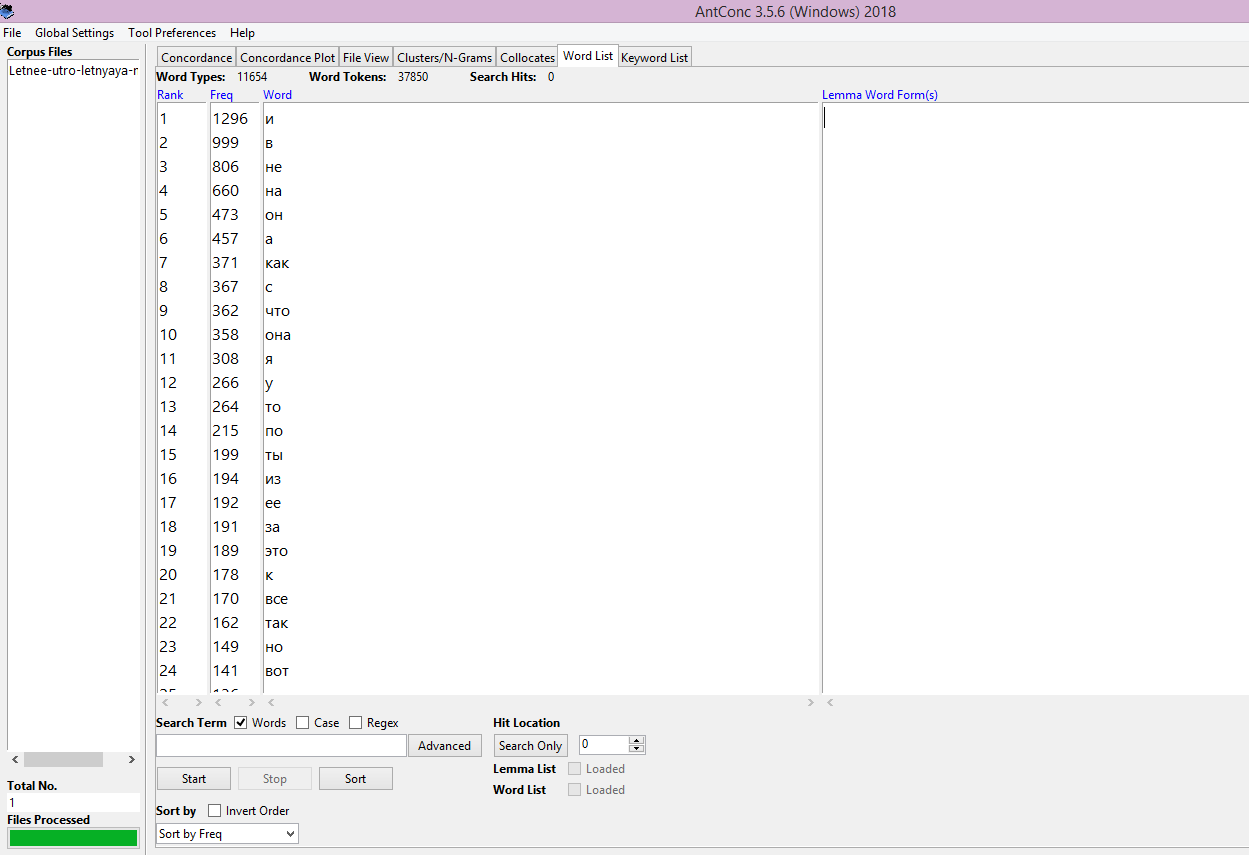 AntConc 3.5.6 (Windows) 2018
File Global Settings Tool Preferences Help
Corpus Files
Letnee-utro-letnyaya-r
Concordance Concordance Plot File View Clusters/N-Grams Collocates Word List Keyword List
Word Types: 11654 Word Tokens: 37850 Search Hits: 0
Rank Freq Word Lemma Word Form(s)
1 1296 и
2 999 в
3 806 не
4 660 на
5 473 он
6 457 а
7 371 как
8 367 с
9 362 что
10 358 она
11 308 я
12 266 у
13 264 то
14 215 по
15 199 ты
16 194 из
17 192 ее
18 191 за
19 189 это
20 178 к
21 170 все
22 162 так
23 149 но
24 141 вот
Search Term Words Case Regex Hit Location
Advanced Search Only 0
Start Stop Sort Lemma List Loaded
Word List Loaded
Sort by Invert Order
Sort by Freq
Total No.
1
Files Processed